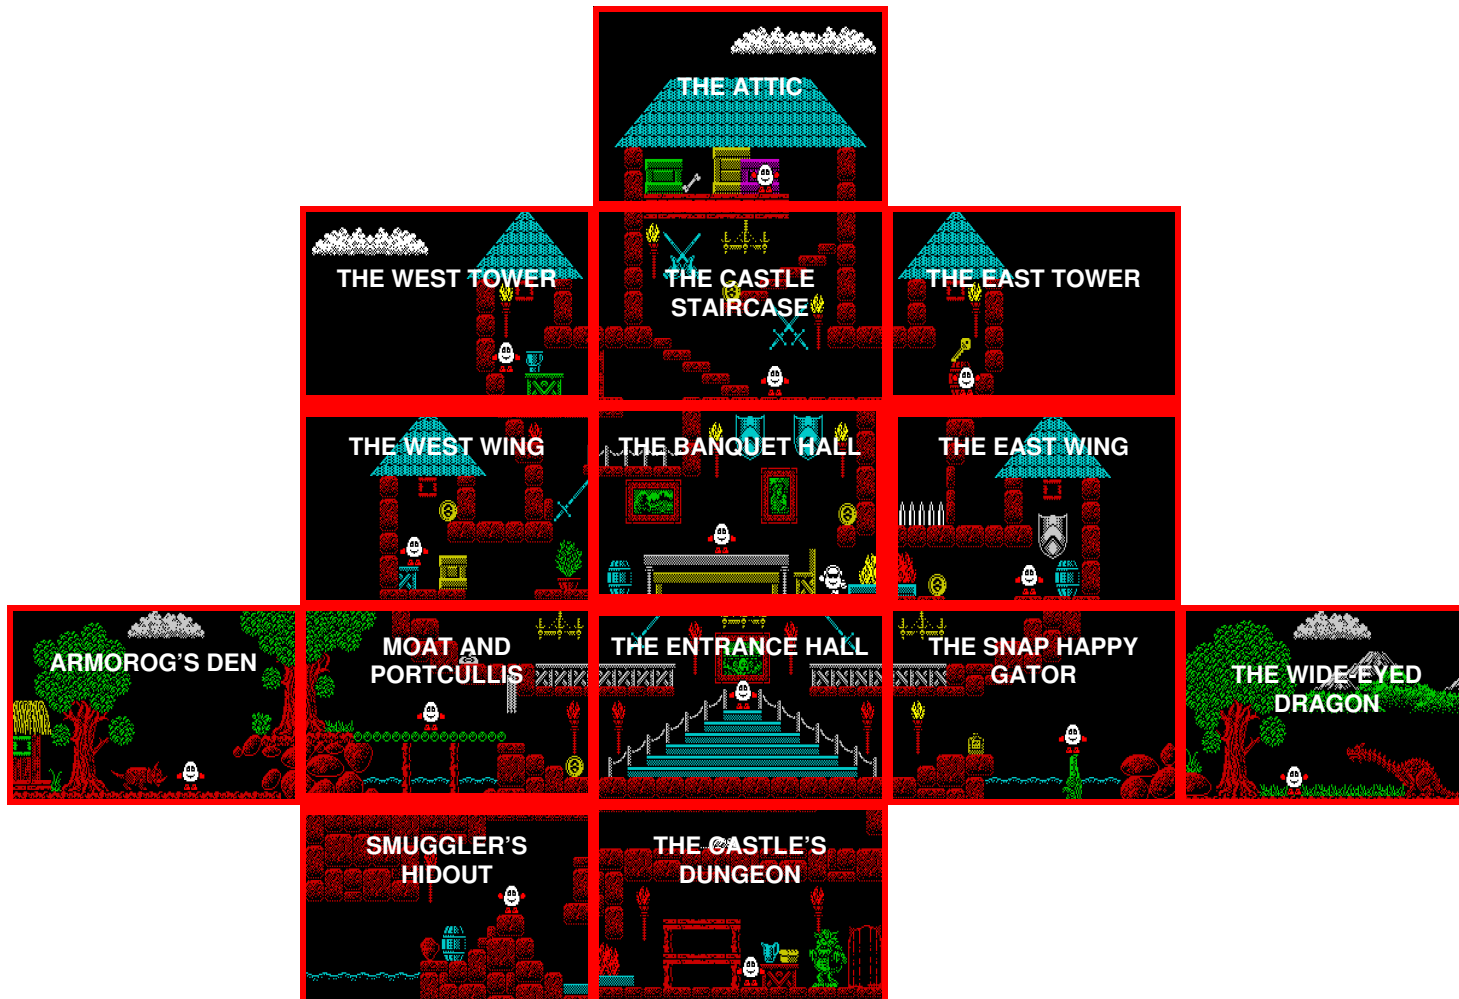 THE ATTIC
THE WEST TOWER
THE CASTLE
STAIRCASE
THE EAST TOWER
THE WEST WING
THE BANQUET HALL
THE EAST WING
ARMOROG'S DEN
MOAT AND
PORTCULLIS
THE ENTRANCE HALL
THE SNAP HAPPY
GATOR
THE WIDE-EYED
DRAGON
SMUGGLER'S
HIDOUT
THE CASTLE'S
DUNGEON